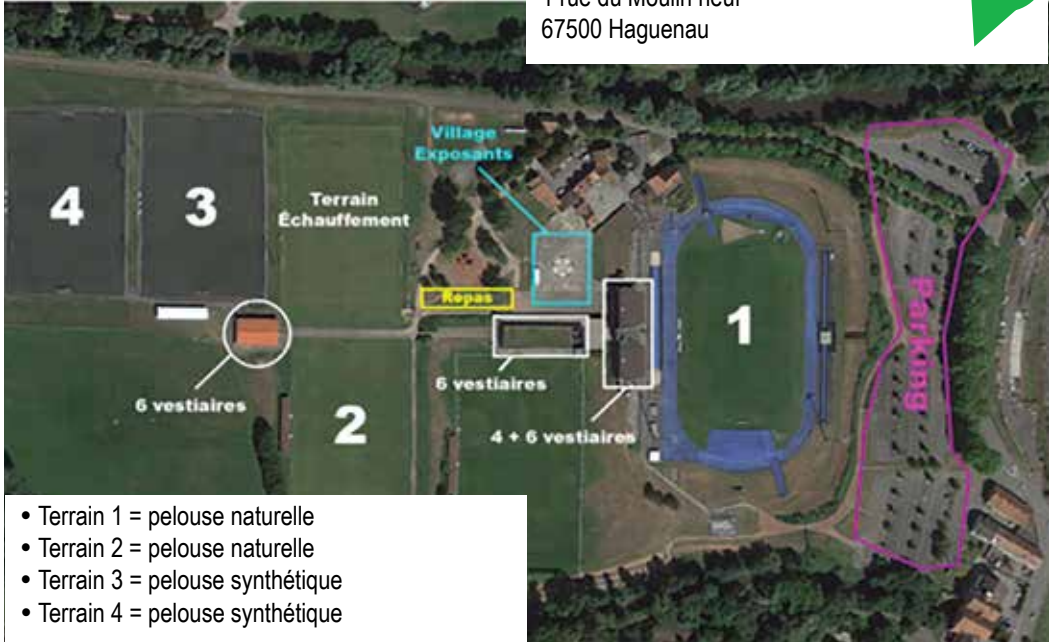 1 rue du Moulin neuf
67500 Haguenau
Village
Exposants
4
3
Terrain
Échauffement
Repas
1
Parking
6 vestiaires
6 vestiaires
2
4 + 6 vestiaires
• Terrain 1 = pelouse naturelle
• Terrain 2 = pelouse naturelle
• Terrain 3 = pelouse synthétique
• Terrain 4 = pelouse synthétique